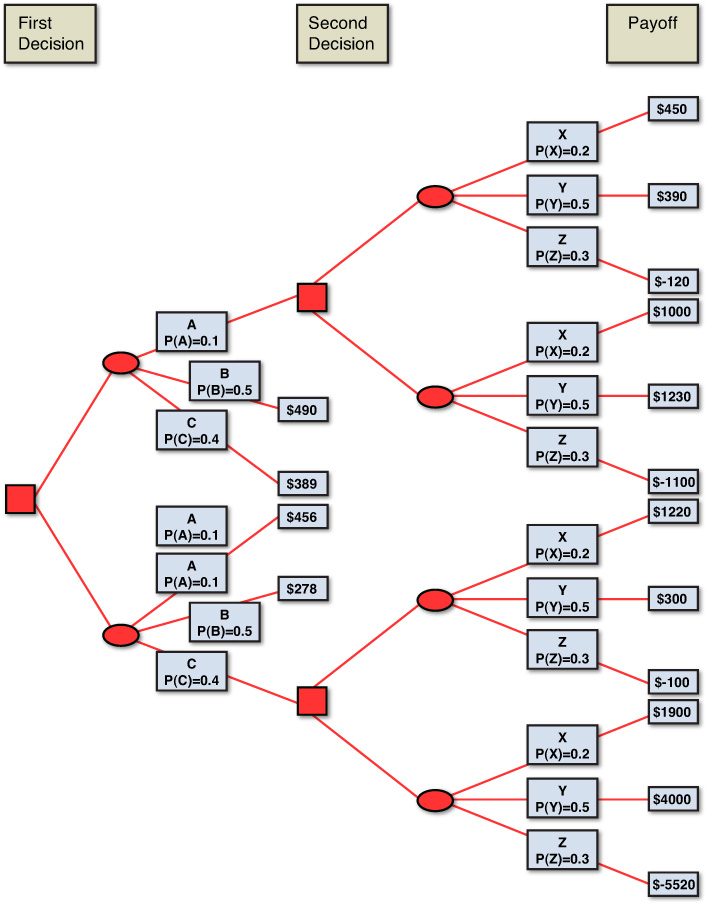 First
Decision
Second
Decision
Payoff
$450
X
P(X)=0.2
Y
P(Y)=0.5
$390
Z
P(Z)=0.3
$-120
A
P(A)=0.1
$1000
X
P(X)=0.2
B
P(B)=0.5
Y
P(Y)=0.5
$1230
$490
C
P(C)=0.4
Z
P(Z)=0.3
$389
$-1100
A
P(A)=0.1
$456
$1220
X
P(X)=0.2
A
P(A)=0.1
$278
Y
P(Y)=0.5
$300
B
P(B)=0.5
Z
P(Z)=0.3
C
P(C)=0.4
$-100
$1900
X
P(X)=0.2
Y
P(Y)=0.5
$4000
Z
P(Z)=0.3
$-5520